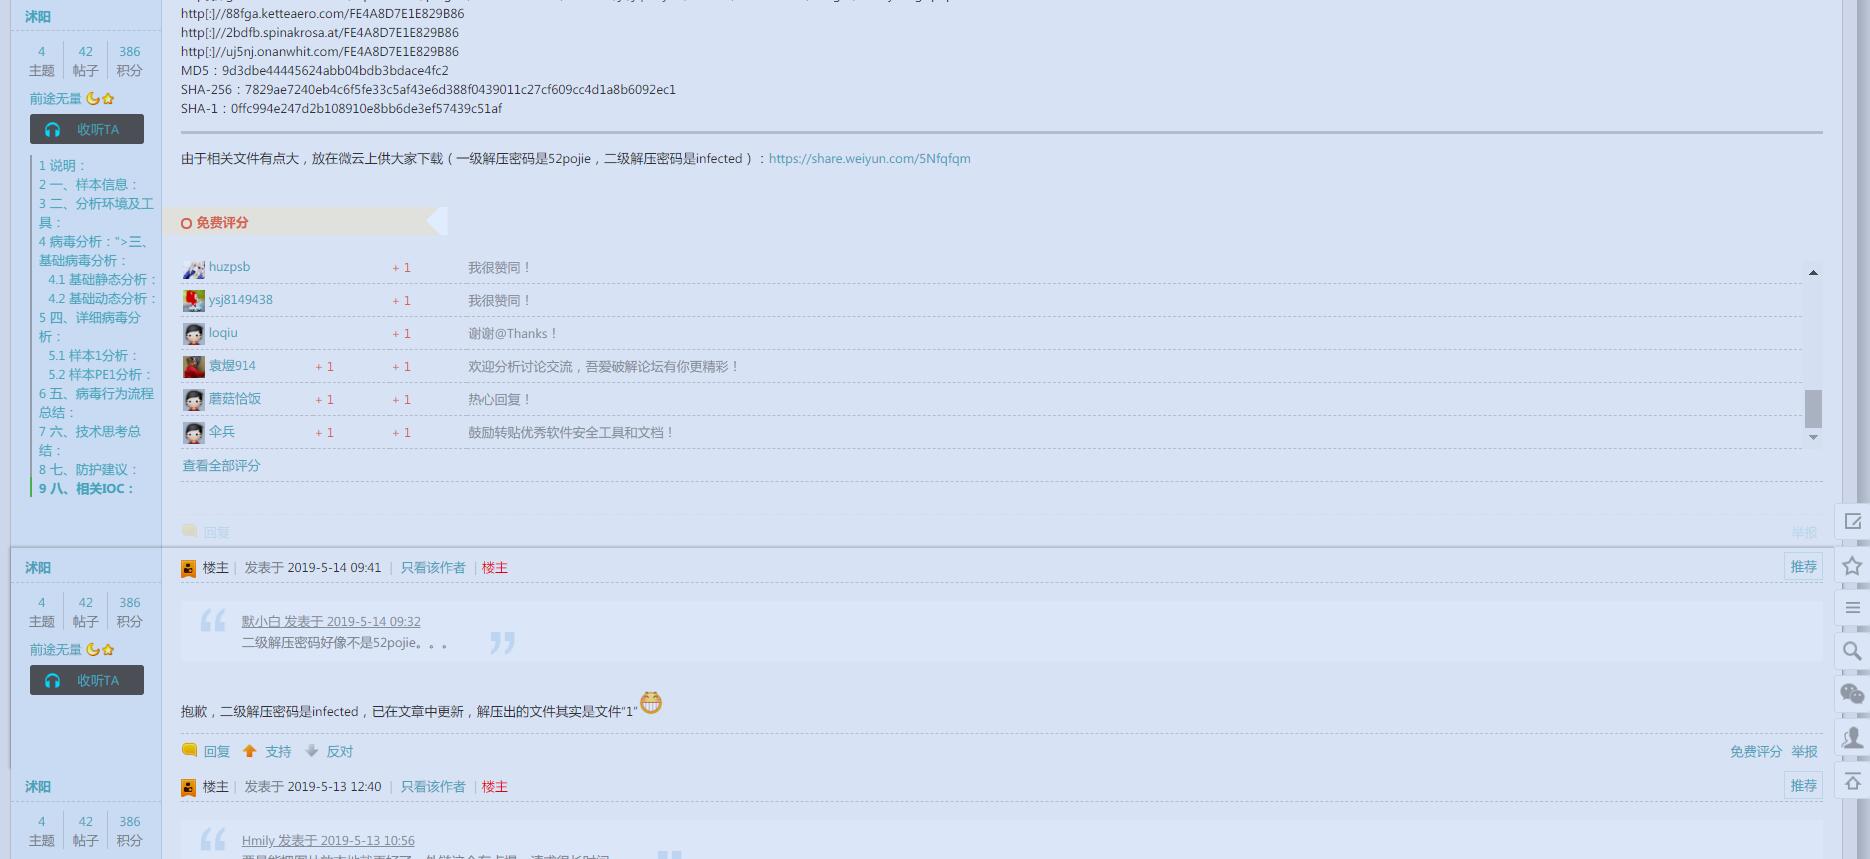 沭阳
4 42 386
主题 帖子 积分
前途无量
收听TA
1 说明：
2 一、样本信息：
3 二、分析环境及工
具：
4 病毒分析：">三、
基础病毒分析：
4.1 基础静态分析：
4.2 基础动态分析：
5 四、详细病毒分
析：
5.1 样本1分析：
5.2 样本PE1分析：
6 五、病毒行为流程
总结：
7 六、技术思考总
结：
8 七、防护建议：
9 八、相关IOC：
http[:]//88fga.ketteaero.com/FE4A8D7E1E829B86
http[:]//2bdfb.spinakrosa.at/FE4A8D7E1E829B86
http[:]//uj5nj.onanwhit.com/FE4A8D7E1E829B86
MD5：9d3dbe44445624abb04bdb3bdace4fc2
SHA-256：7829ae7240eb4c6f5fe33c5af43e6d388f0439011c27cf609cc4d1a8b6092ec1
SHA-1：0ffc994e247d2b108910e8bb6de3ef57439c51af
由于相关文件有点大，放在微云上供大家下载（一级解压密码是52pojie，二级解压密码是infected）：https://share.weiyun.com/5Nfqfqm
免费评分
huzpsb + 1 我很赞同！
ysj8149438 + 1 我很赞同！
loqiu + 1 谢谢@Thanks！
袁煜914 + 1 + 1 欢迎分析讨论交流，吾爱破解论坛有你更精彩！
蘑菇恰饭 + 1 + 1 热心回复！
伞兵 + 1 + 1 鼓励转贴优秀软件安全工具和文档！
查看全部评分
回复 举报
沭阳
4 42 386
主题 帖子 积分
前途无量
收听TA
楼主 | 发表于 2019-5-14 09:41 | 只看该作者 | 楼主 推荐
默小白 发表于 2019-5-14 09:32
二级解压密码好像不是52pojie。。。
抱歉，二级解压密码是infected，已在文章中更新，解压出的文件其实是文件“1”
回复 支持 反对 免费评分 举报
沭阳
4 42 386
主题 帖子 积分
楼主 | 发表于 2019-5-13 12:40 | 只看该作者 | 楼主 推荐
Hmily 发表于 2019-5-13 10:56